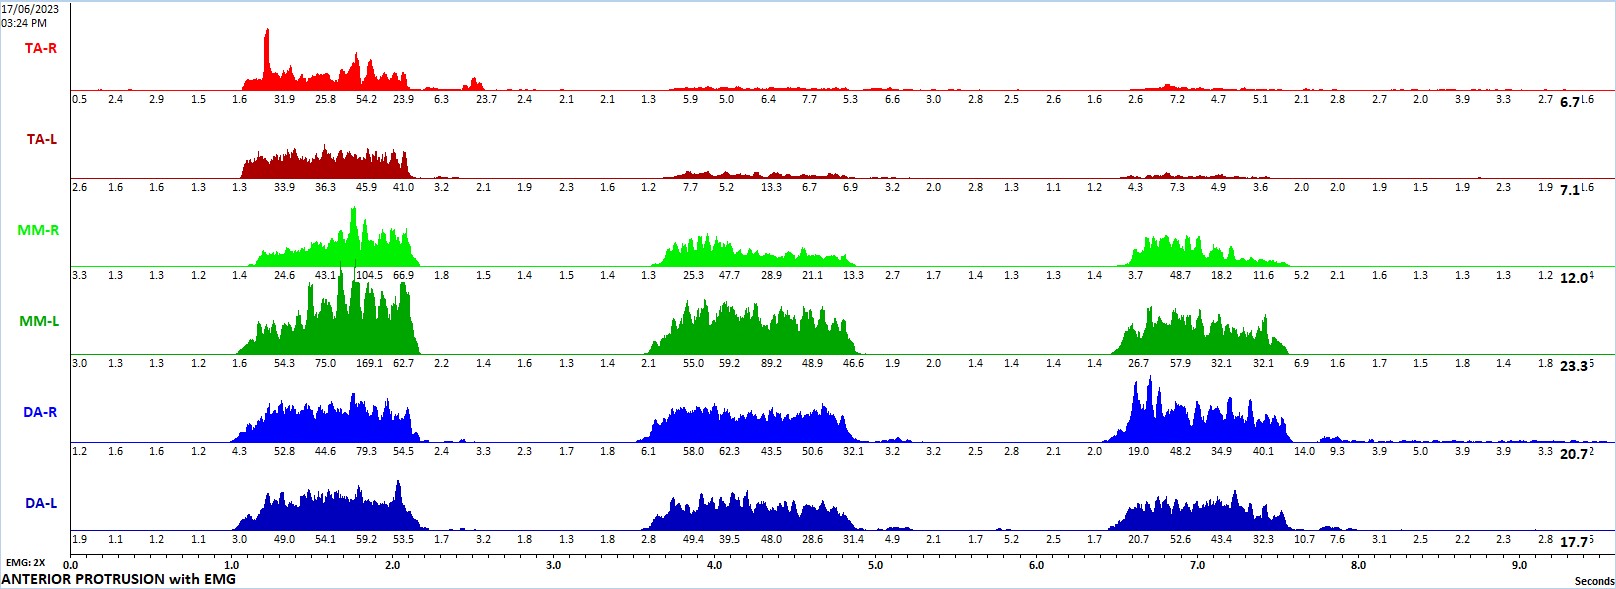 17/06/2023
03:24 PM
TA-R
0.5 2.4 2.9 1.5 1.6 31.9 25.8 54.2 23.9 6.3 23.7 2.4 2.1 2.1 1.3 5.9 5.0 6.4 7.7 5.3 6.6 3.0 2.8 2.5 2.6 1.6 2.6 7.2 4.7 5.1 2.1 2.8 2.7 2.0 3.9 3.3 2.7 6.7
TA-L
2.6 1.6 1.6 1.3 1.3 33.9 36.3 45.9 41.0 3.2 2.1 1.9 2.3 1.6 1.2 7.7 5.2 13.3 6.7 6.9 3.2 2.0 2.8 1.3 1.1 1.2 4.3 7.3 4.9 3.6 2.0 2.0 1.9 1.5 1.9 2.3 1.9 7.1
MM-R
3.3 1.3 1.3 1.2 1.4 24.6 43.1 104.5 66.9 1.8 1.5 1.4 1.5 1.4 1.3 25.3 47.7 28.9 21.1 13.3 2.7 1.7 1.4 1.3 1.3 1.4 3.7 48.7 18.2 11.6 5.2 2.1 1.6 1.3 1.3 1.3 1.2 12.0
MM-L
3.0 1.3 1.3 1.2 1.6 54.3 75.0 169.1 62.7 2.2 1.4 1.6 1.3 1.4 2.1 55.0 59.2 89.2 48.9 46.6 1.9 2.0 1.4 1.4 1.4 1.4 26.7 57.9 32.1 32.1 6.9 1.6 1.7 1.5 1.8 1.4 1.8 23.3
DA-R
1.2 1.6 1.6 1.2 4.3 52.8 44.6 79.3 54.5 2.4 3.3 2.3 1.7 1.8 6.1 58.0 62.3 43.5 50.6 32.1 3.2 3.2 2.5 2.8 2.1 2.0 19.0 48.2 34.9 40.1 14.0 9.3 3.9 5.0 3.9 3.9 3.3 20.7
DA-L
1.9 1.1 1.2 1.1 3.0 49.0 54.1 59.2 53.5 1.7 3.2 1.8 1.3 1.8 2.8 49.4 39.5 48.0 38.6 31.4 4.9 2.1 1.7 5.2 2.5 1.7 20.7 52.6 43.4 32.3 10.7 7.6 3.1 2.5 2.2 2.3 2.8 17.7
EMG: 2X
0.0 1.0 2.0 3.0 4.0 5.0 6.0 7.0 8.0 9.0
ANTERIOR PROTRUSION with EMG
Seconds